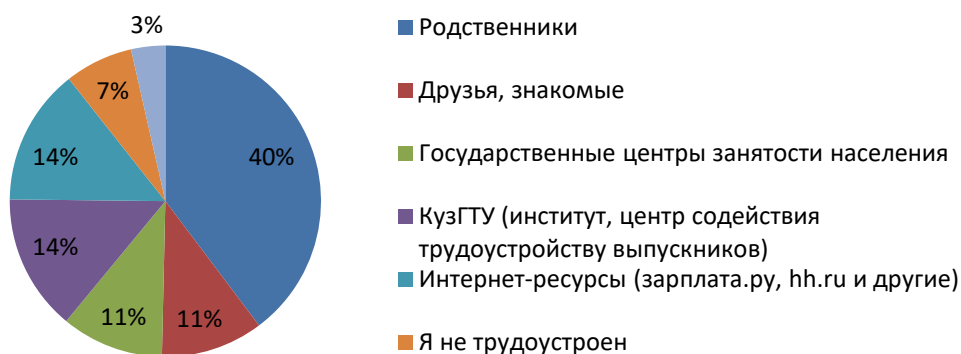 3%
7%
14%
40%
14%
11%
11%
Родственники
Друзья, знакомые
Государственные центры занятости населения
КузГТУ (институт, центр содействия
трудоустройству выпускников)
Интернет-ресурсы (зарплата.ру, hh.ru и другие)
Я не трудоустроен